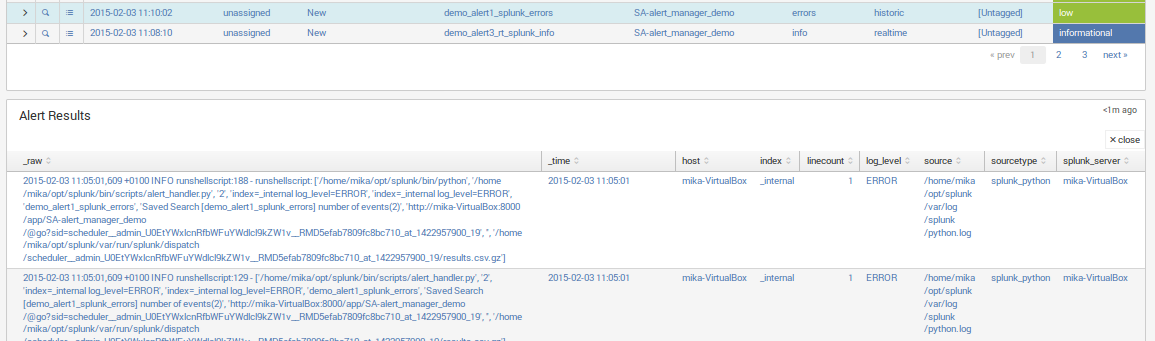 2015-02-03 11:10:02 unassigned New demo_alert1_splunk_errors SA-alert_manager_demo errors historic [Untagged] low
2015-02-03 11:08:10 unassigned New demo_alert3_rt_splunk_info SA-alert_manager_demo info realtime [Untagged] informational
« prev 1 2 3 next »
Alert Results <1m ago
× close
_raw _time host index linecount log_level source sourcetype splunk_server
2015-02-03 11:05:01,609 +0100 INFO runshellscript:188 - runshellscript: ['/home/mika/opt/splunk/bin/python', '/home 2015-02-03 11:05:01 mika-VirtualBox _internal 1 ERROR /home/mika splunk_python mika-VirtualBox
/mika/opt/splunk/bin/scripts/alert_handler.py', '2', 'index=_internal log_level=ERROR', 'index=_internal log_level=ERROR', /opt/splunk
'demo_alert1_splunk_errors', 'Saved Search [demo_alert1_splunk_errors] number of events(2)', 'http://mika-VirtualBox:8000 /var/log
/app/SA-alert_manager_demo /splunk
/@go?sid=scheduler__admin_U0EtYWxlcnRfbWFuYWdlcl9kZW1v__RMD5efab7809fc8bc710_at_1422957900_19', '', '/home /python.log
/mika/opt/splunk/var/run/splunk/dispatch
/scheduler__admin_U0EtYWxlcnRfbWFuYWdlcl9kZW1v__RMD5efab7809fc8bc710_at_1422957900_19/results.csv.gz']
2015-02-03 11:05:01,609 +0100 INFO runshellscript:129 - ['/home/mika/opt/splunk/bin/scripts/alert_handler.py', '2', 2015-02-03 11:05:01 mika-VirtualBox _internal 1 ERROR /home/mika splunk_python mika-VirtualBox
'index=_internal log_level=ERROR', 'index=_internal log_level=ERROR', 'demo_alert1_splunk_errors', 'Saved Search /opt/splunk
[demo_alert1_splunk_errors] number of events(2)', 'http://mika-VirtualBox:8000/app/SA-alert_manager_demo /var/log
/@go?sid=scheduler__admin_U0EtYWxlcnRfbWFuYWdlcl9kZW1v__RMD5efab7809fc8bc710_at_1422957900_19', '', '/home /splunk
/mika/opt/splunk/var/run/splunk/dispatch /python.log
/scheduler__admin_U0EtYWxlcnRfbWFuYWdlcl9kZW1v__RMD5efab7809fc8bc710_at_1422957900_19/results.csv.gz']